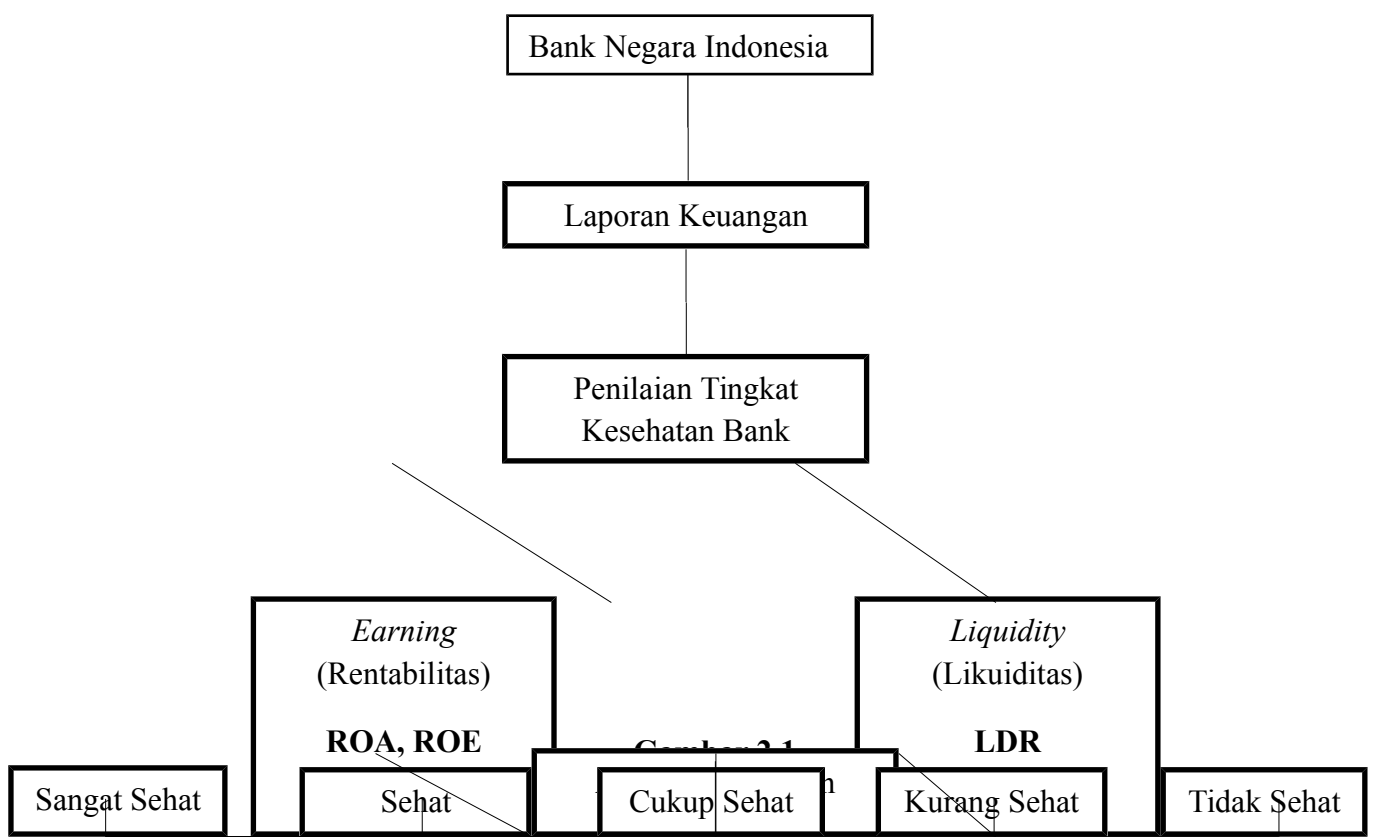 Bank Negara Indonesia
Laporan Keuangan
Penilaian Tingkat
Kesehatan Bank
Earning
(Rentabilitas)
ROA, ROE
Liquidity
(Likuiditas)
LDR
Sangat Sehat
Sehat
Cukup Sehat
Kurang Sehat
Tidak Sehat